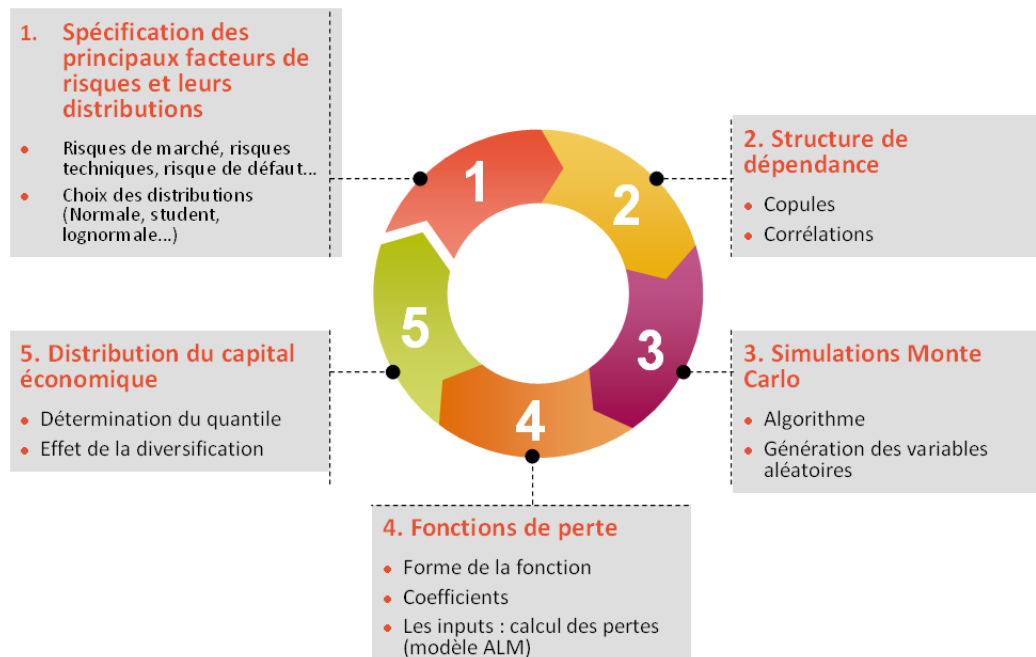 1. Spécification des
principaux facteurs de
risques et leurs
distributions
• Risques de marché, risques
techniques, risque de défaut...
• Choix des distributions
(Normale, student,
lognormale...)
1
2
3
4
5
2. Structure de
dépendance
• Copules
• Corrélations
3. Simulations Monte
Carlo
• Algorithme
• Génération des variables
aléatoires
4. Fonctions de perte
• Forme de la fonction
• Coefficients
• Les inputs : calcul des pertes
(modèle ALM)
5. Distribution du capital
économique
• Détermination du quantile
• Effet de la diversification